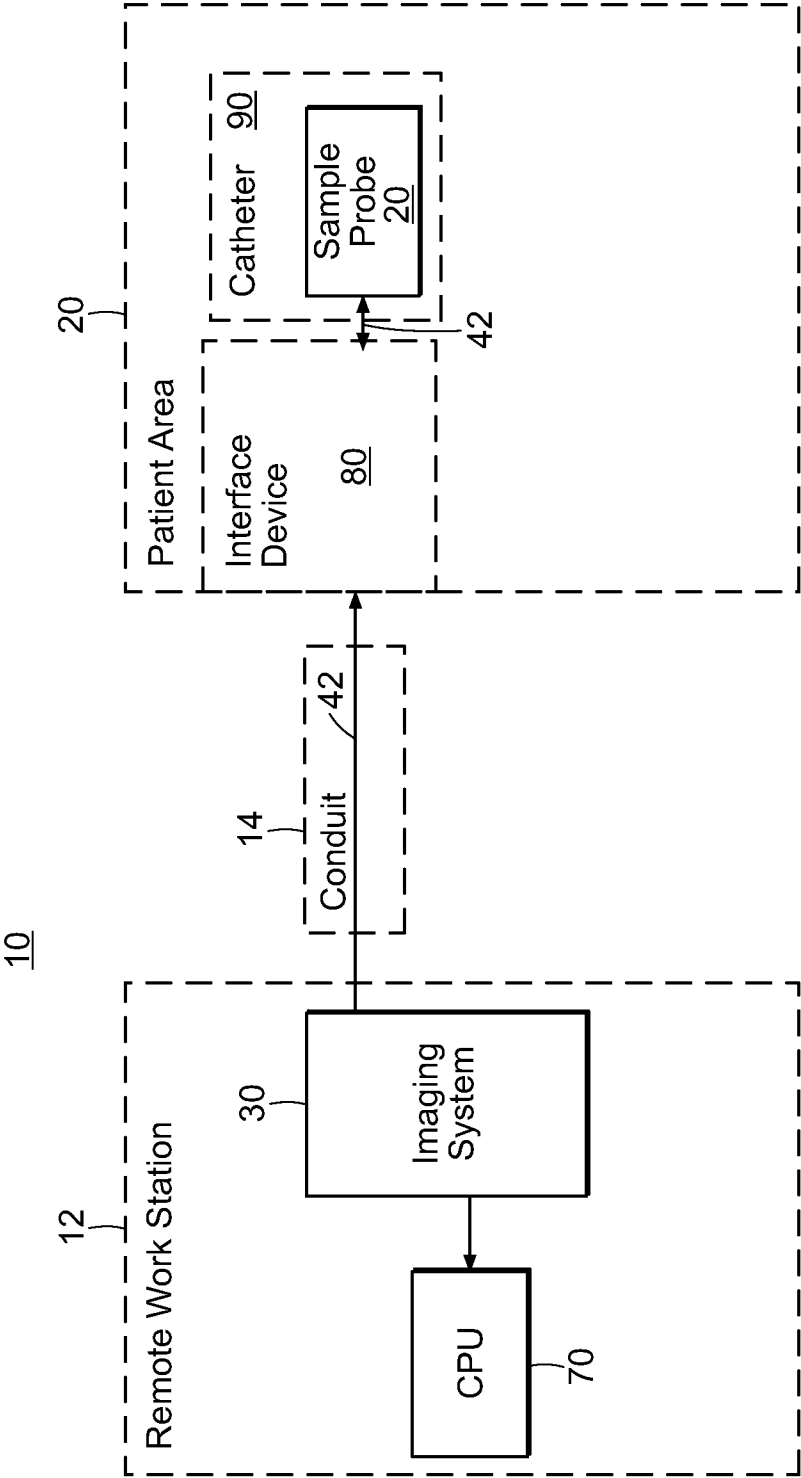 10
12
Remote Work Station
30
Imaging
System
CPU
70
14
Conduit
42
20
Patient Area
Interface
Device
80
42
Catheter
90
Sample
Probe
20